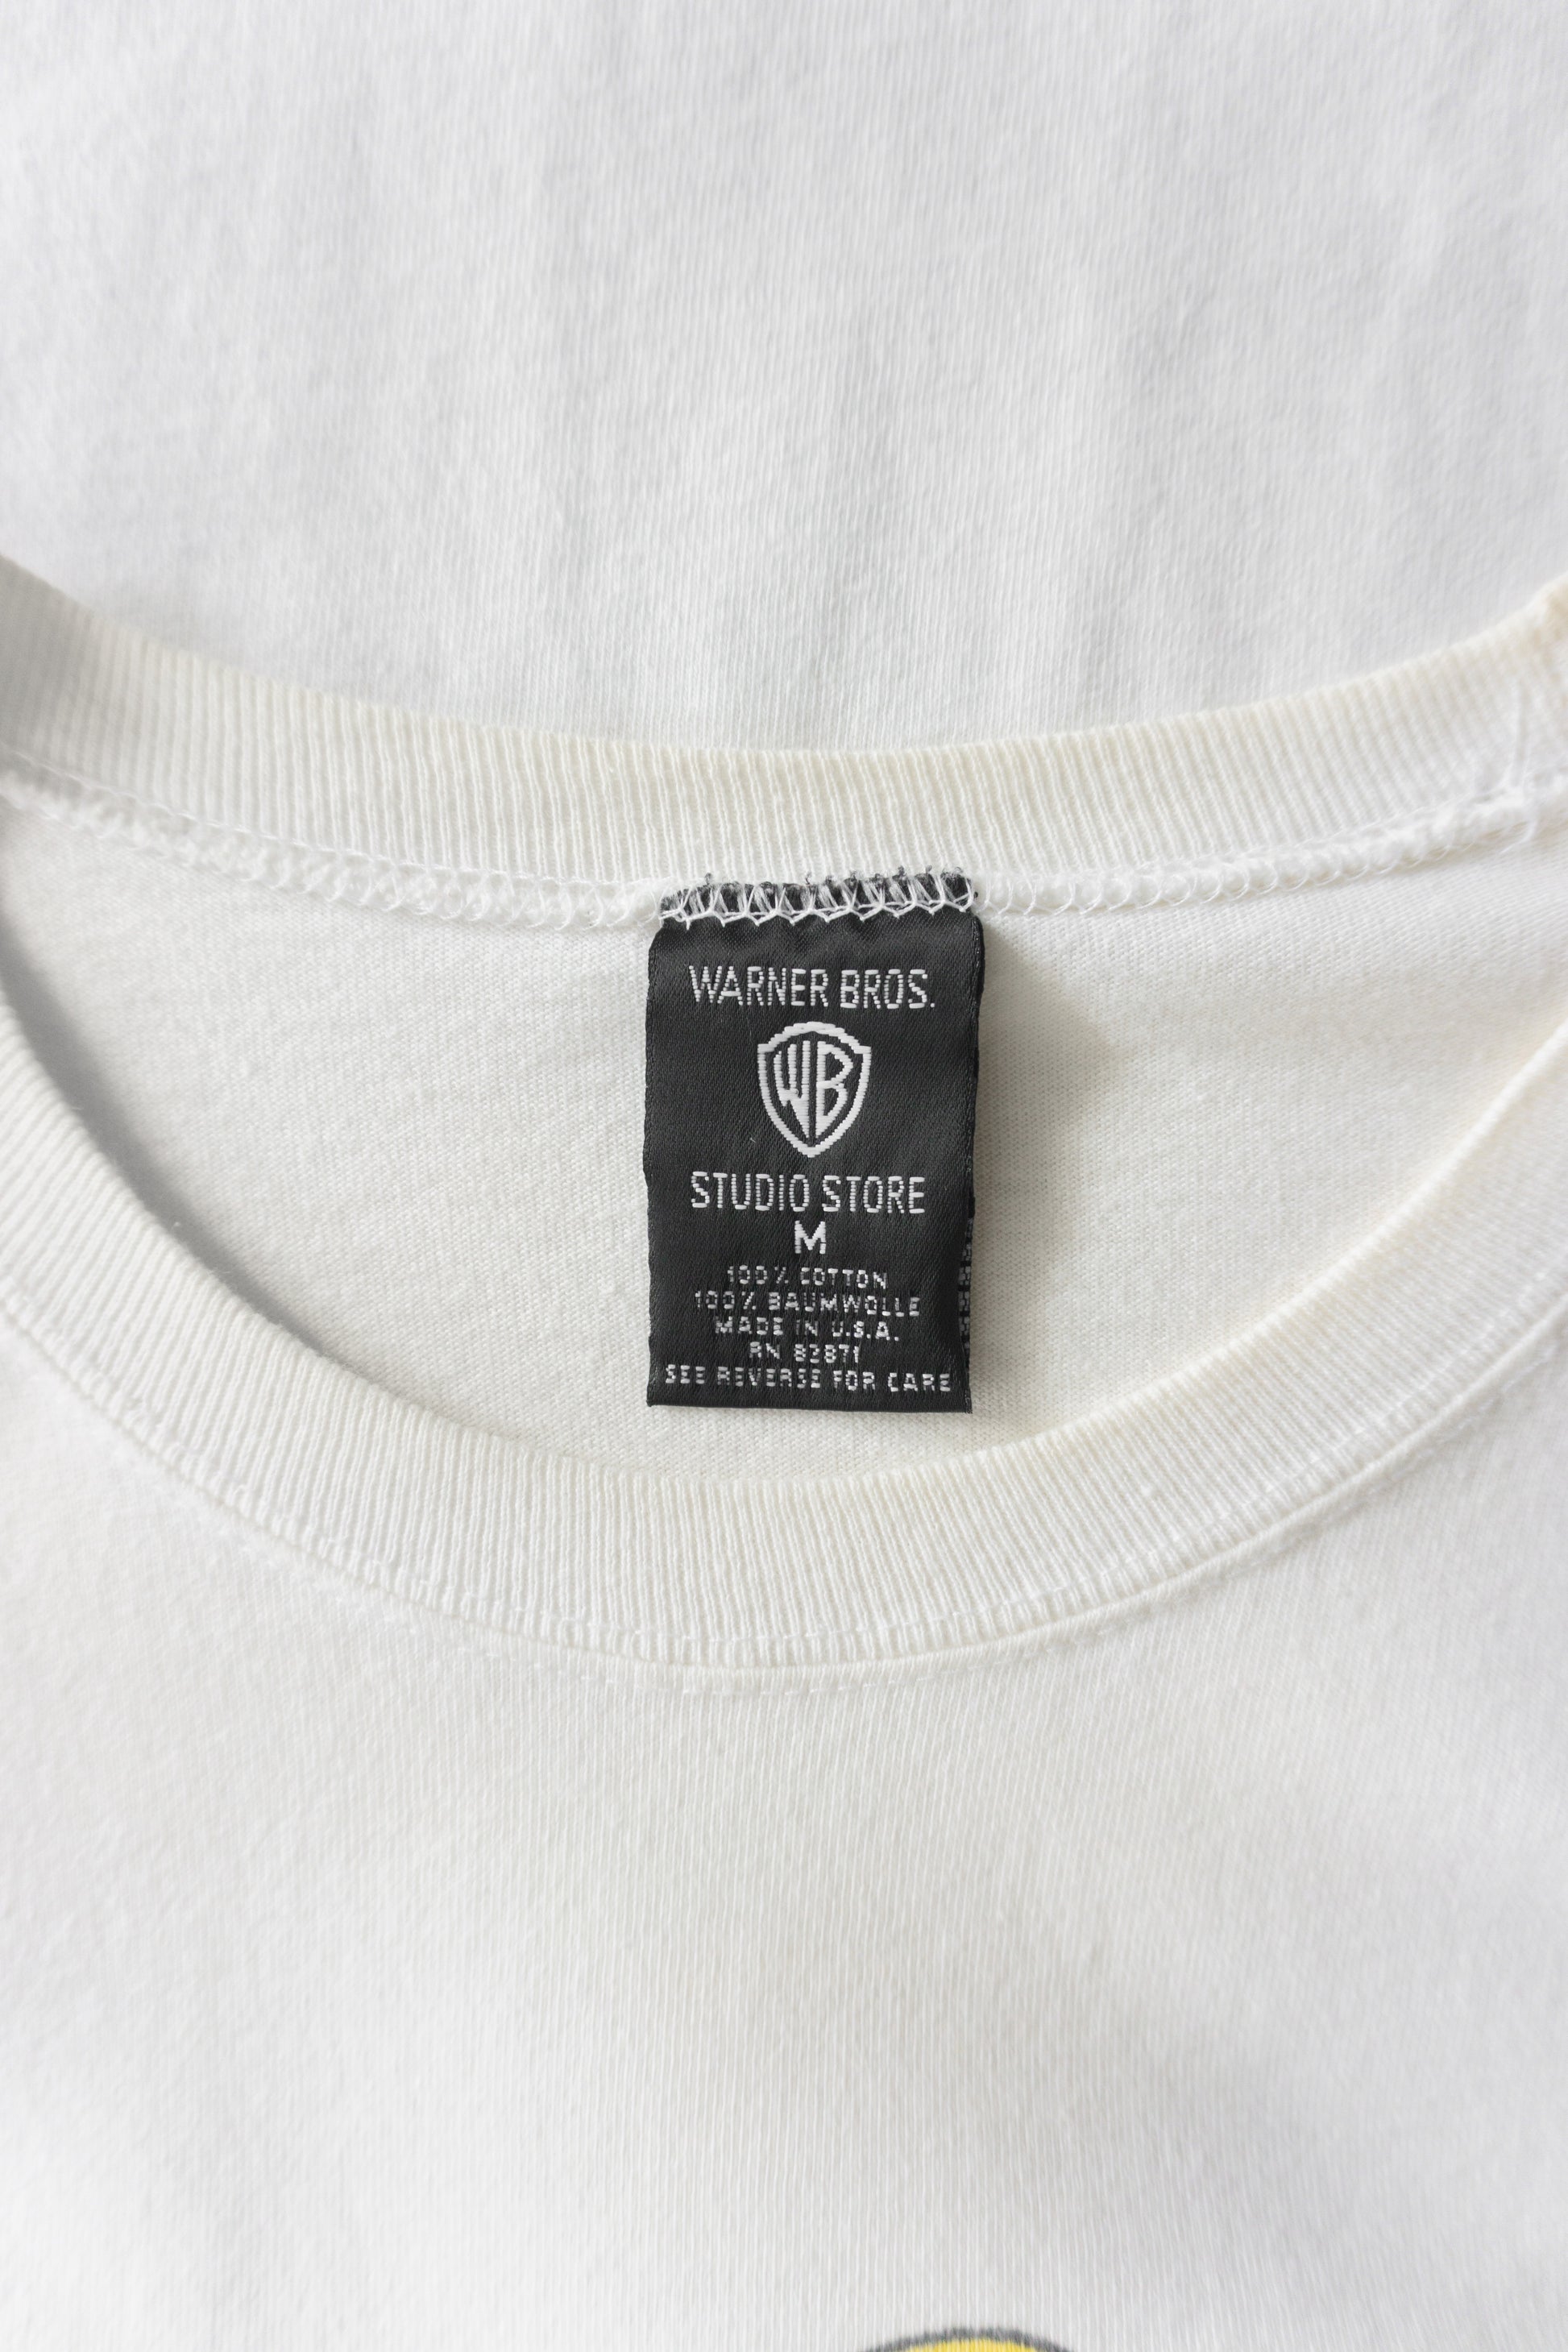 WARNER BROS.
WB
STUDIO STORE
M
100% COTTON
100% BAUMWOLLE
MADE IN U.S.A.
RN 82871
SEE REVERSE FOR CARE